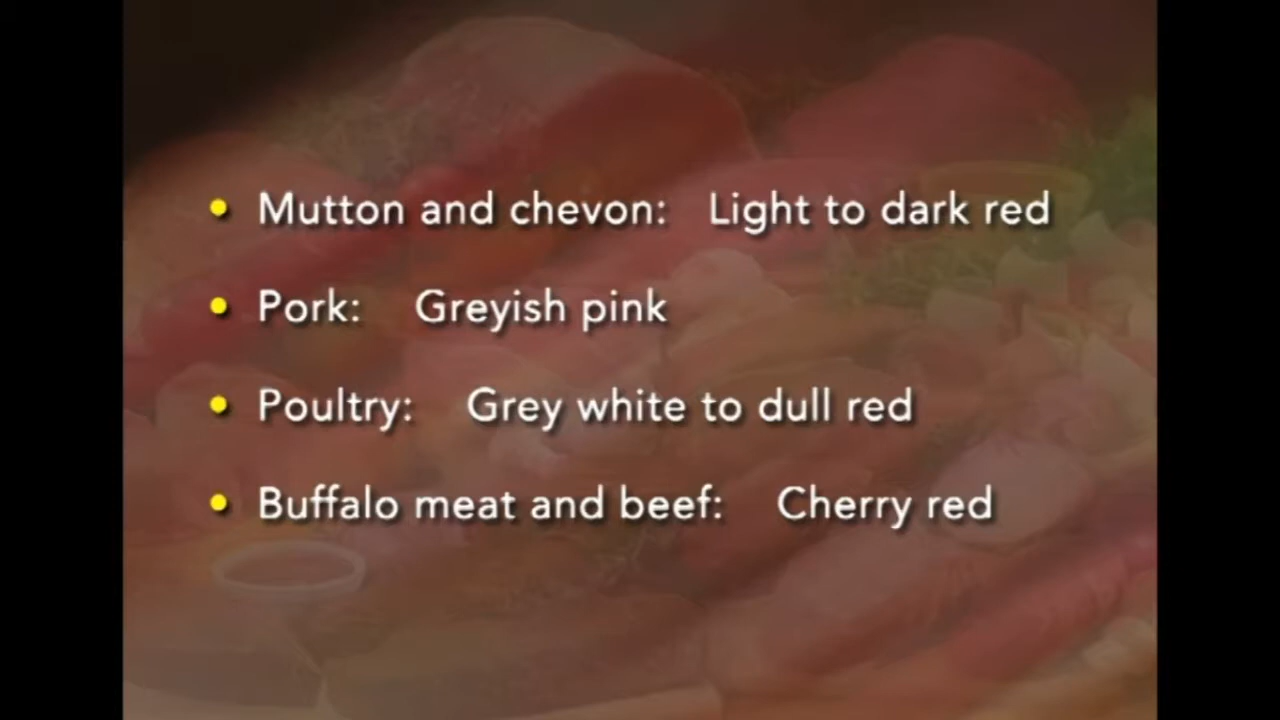 • Mutton and chevon: Light to dark red
• Pork: Greyish pink
• Poultry: Grey white to dull red
• Buffalo meat and beef: Cherry red